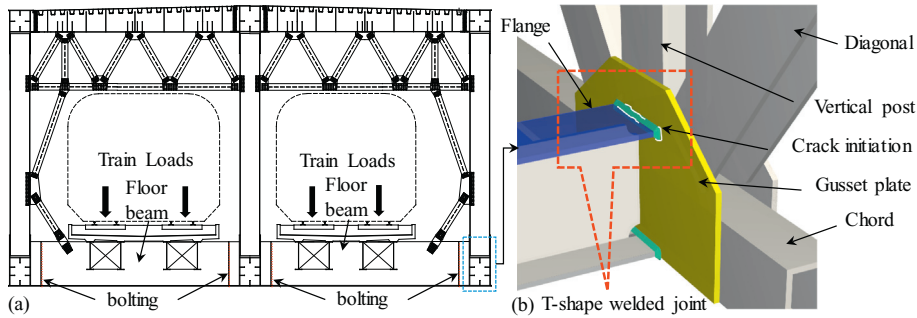 Train Loads
Floor
beam
Train Loads
Floor
beam
bolting
bolting
(a)
Flange
Diagonal
Vertical post
Crack initiation
Gusset plate
Chord
(b)
T-shape welded joint